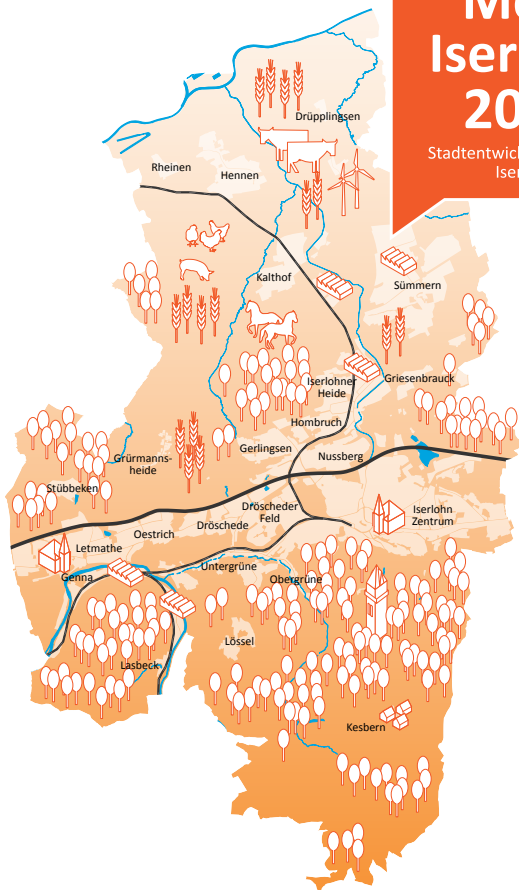 Iser
20
Stadtentwick
Iser
Drüpplingsen
Rheinen
Hennen
Kalthof
Sümmern
Iserlohner
Heide
Griesenbrauck
Hombruch
Gerlingsen
Nussberg
Grürmanns-
heide
Stübbeken
Dröscheder
Feld
Iserlohn
Zentrum
Dröschede
Oestrich
Letmathe
Untergrüne
Genna
Obergrüne
Lössel
Lasbeck
Kesbern